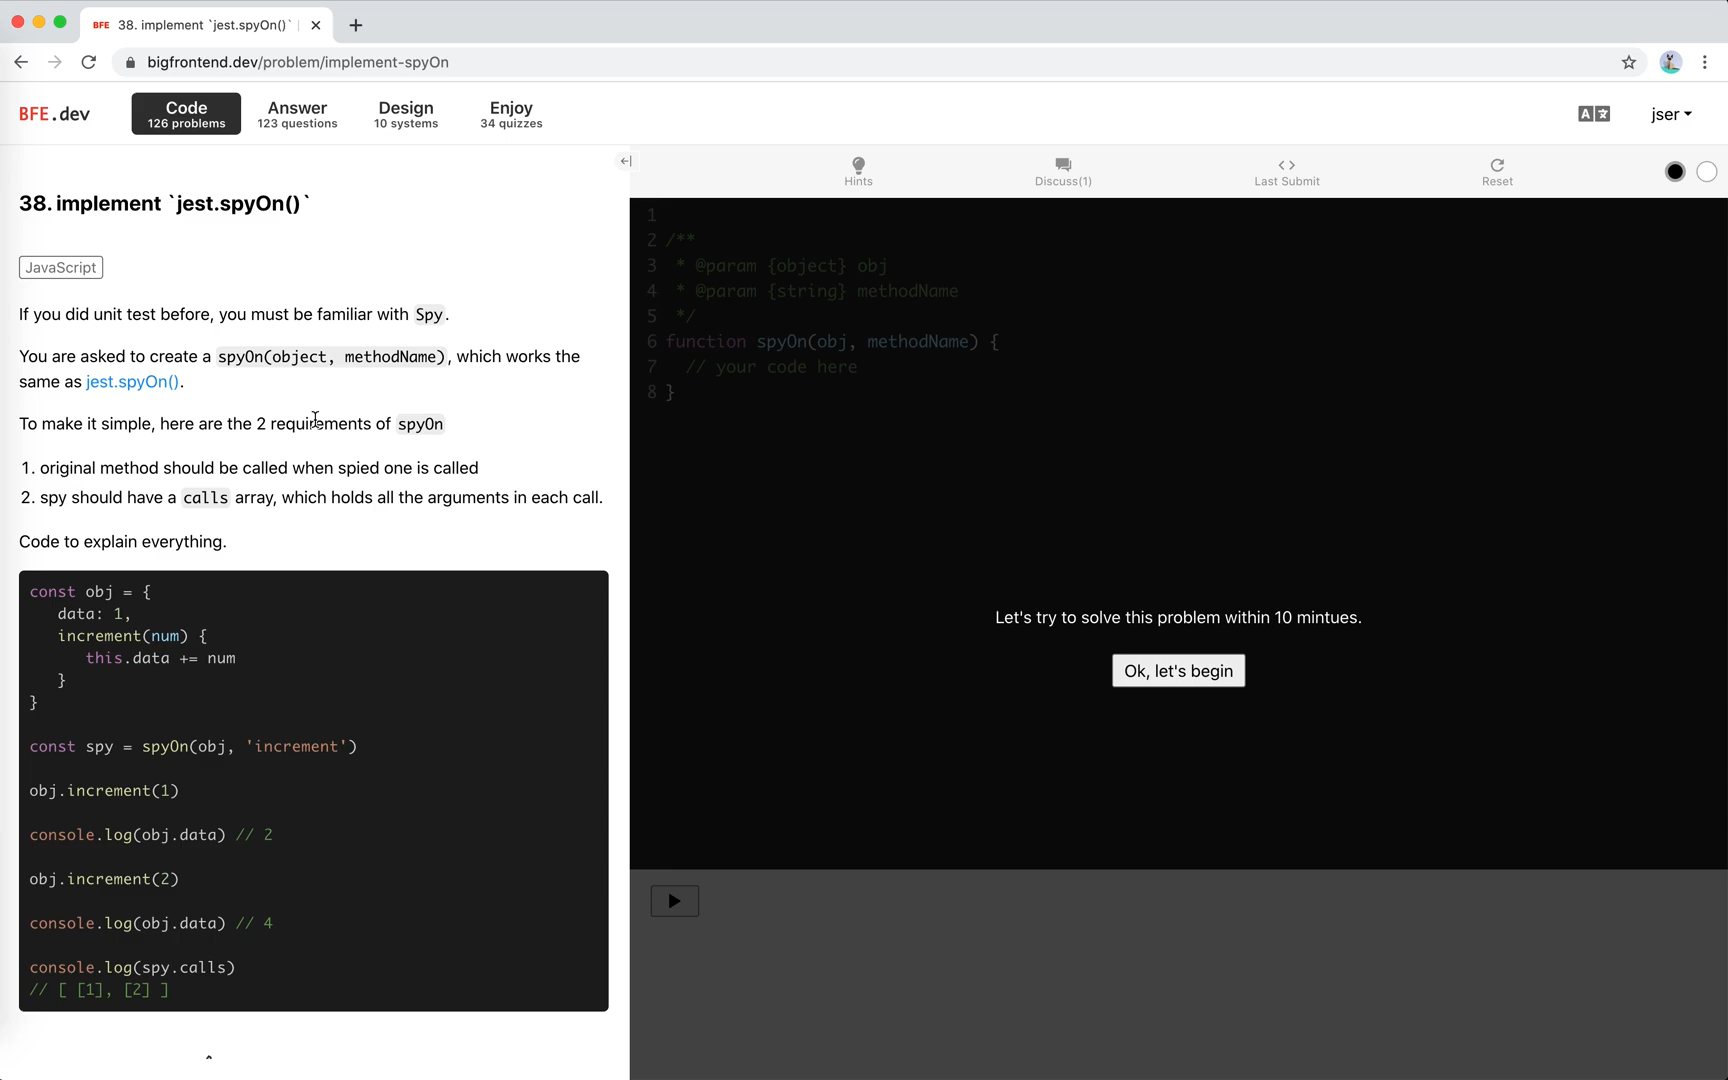 BFE 38. implement `jest.spyOn()`
bigfrontend.dev/problem/implement-spyOn
BFE.dev
Code
126 problems
Answer
123 questions
Design
10 systems
Enjoy
34 quizzes
A
jser
38. implement `jest.spyOn()`
JavaScript
If you did unit test before, you must be familiar with Spy.
You are asked to create a spyOn(object, methodName), which works the
same as jest.spyOn().
To make it simple, here are the 2 requirements of spyOn
1. original method should be called when spied one is called
2. spy should have a calls array, which holds all the arguments in each call.
Code to explain everything.
const obj = {
data: 1,
increment(num) {
this.data += num
}
}
const spy = spyOn(obj, 'increment')
obj.increment(1)
console.log(obj.data) // 2
obj.increment(2)
console.log(obj.data) // 4
console.log(spy.calls)
// [ [1], [2] ]
Hints
Discuss(1)
Last Submit
Reset
1
2 /**
3 * @param {object} obj
4 * @param {string} methodName
5 */
6 function spyOn(obj, methodName) {
7 // your code here
8 }
Let's try to solve this problem within 10 mintues.
Ok, let's begin